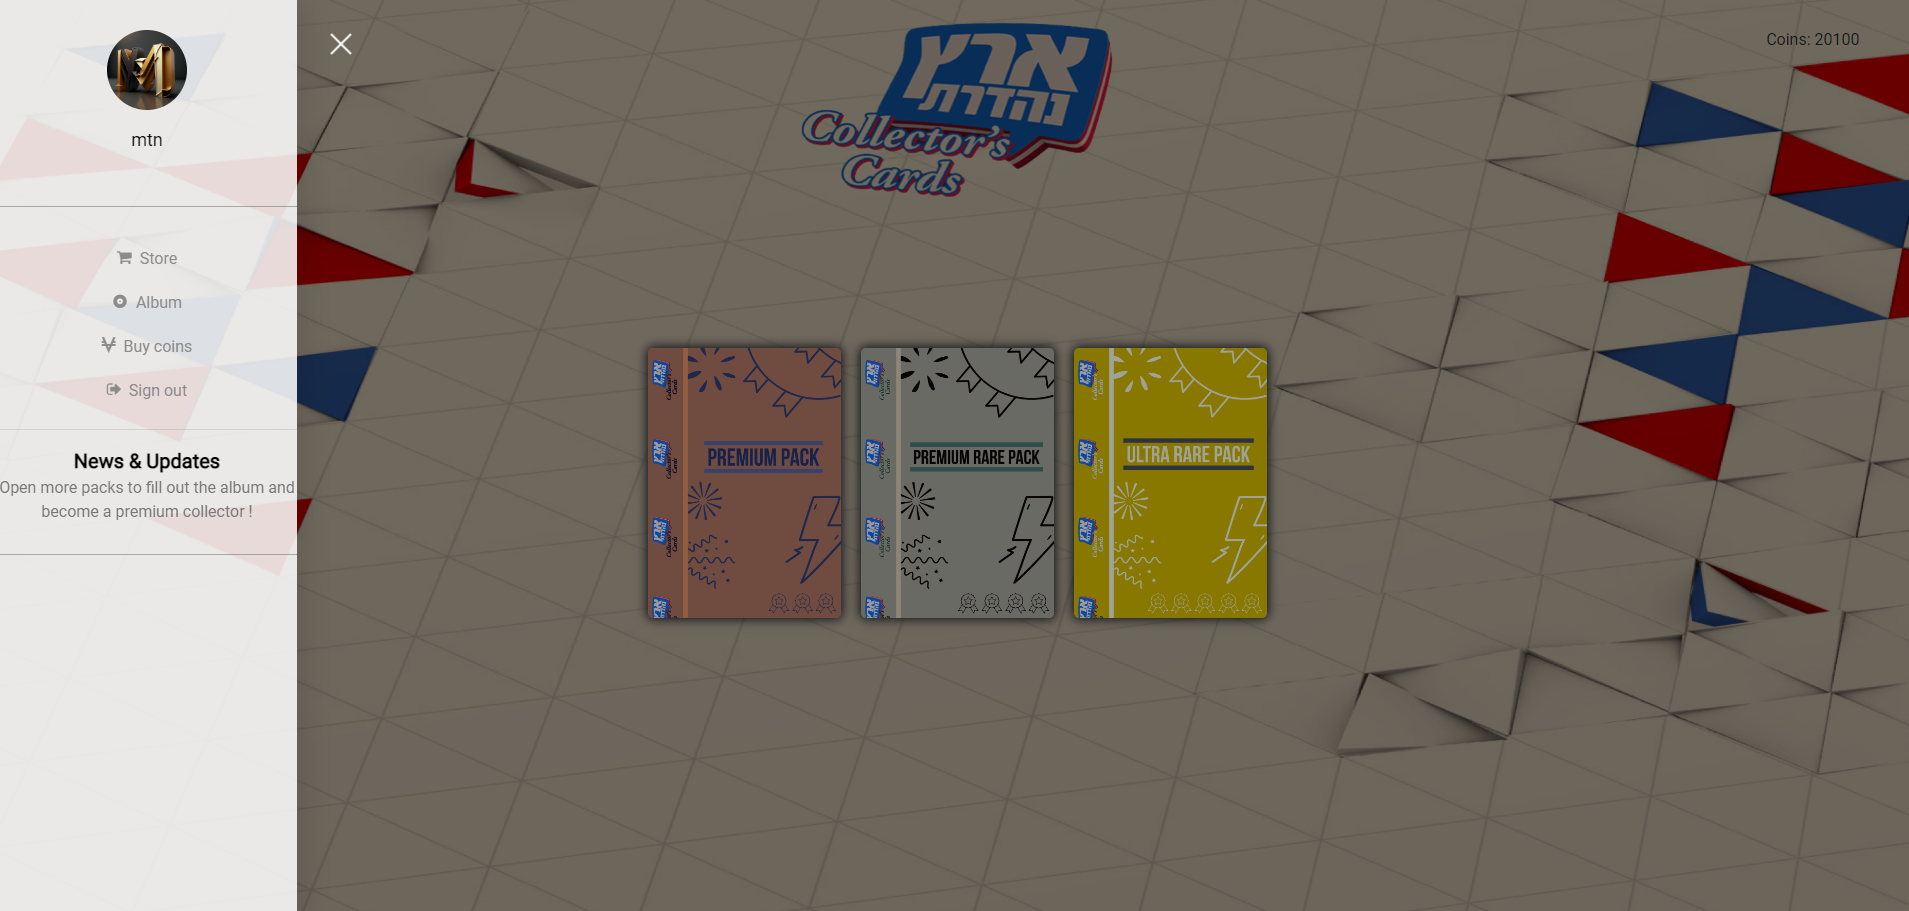 mtn
Store
Album
Buy coins
Sign out
News & Updates
Open more packs to fill out the album and
become a premium collector !
ארץ
נהדרת
Collector's
Cards
Coins: 20100
PREMIUM PACK
PREMIUM RARE PACK
ULTRA RARE PACK